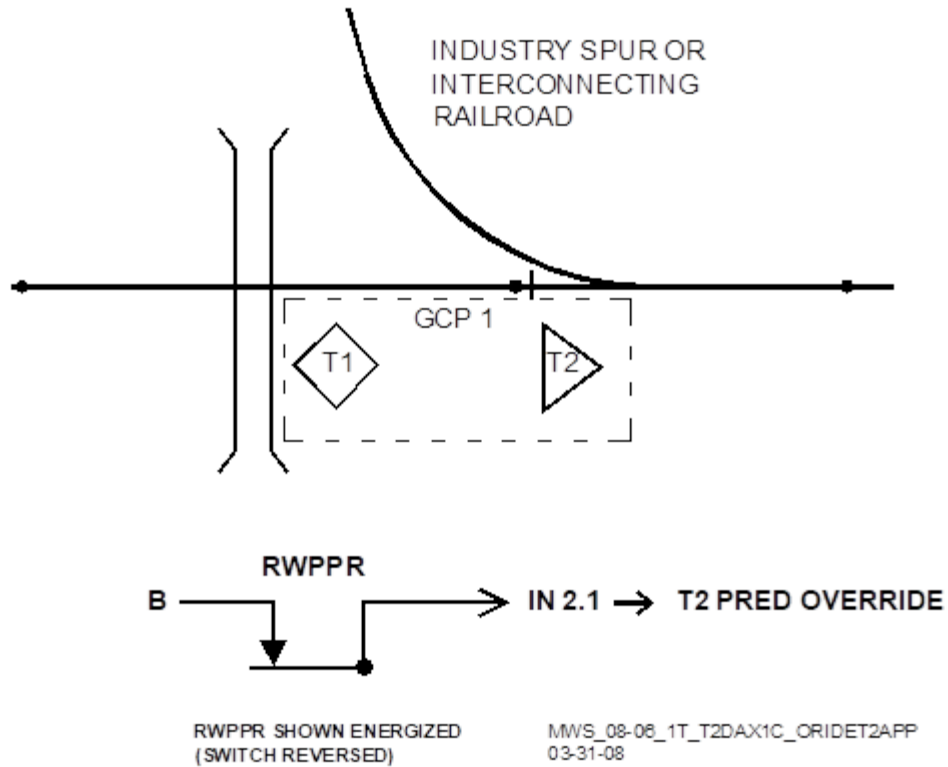 INDUSTRY SPUR OR
INTERCONNECTING
RAILROAD
GCP 1
T1
T2
RWPPR
B
IN 2.1 → T2 PRED OVERRIDE
RWPPR SHOWN ENERGIZED
(SWITCH REVERSED)
MWS_08-06_1T_T2DAX1C_ORIDET2APP
03-31-08